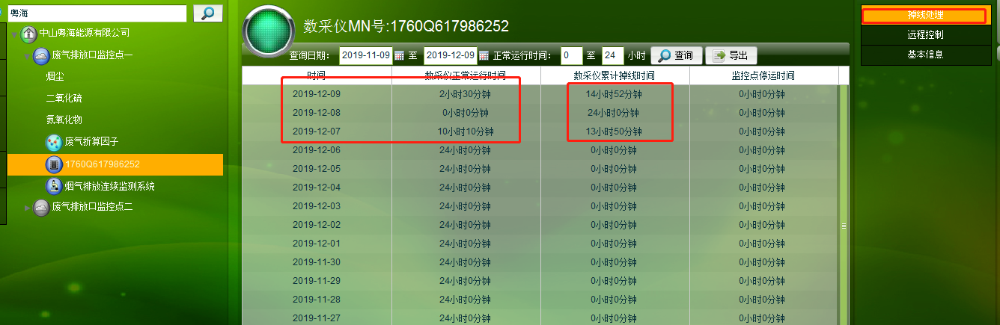 粤海
中山粤海能源有限公司
废气排放口监控点一
烟尘
二氧化硫
氮氧化物
废气折算因子
1760Q617986252
烟气排放连续监测系统
废气排放口监控点二
数采仪MN号:1760Q617986252
查询日期: 2019-11-09 至 2019-12-09 正常运行时间: 0 至 24 小时 查询 导出
时间 数采仪正常运行时间 数采仪累计掉线时间 监控点停运时间
2019-12-09 2小时30分钟 14小时52分钟 0小时0分钟
2019-12-08 0小时0分钟 24小时0分钟 0小时0分钟
2019-12-07 10小时10分钟 13小时50分钟 0小时0分钟
2019-12-06 24小时0分钟 0小时0分钟 0小时0分钟
2019-12-05 24小时0分钟 0小时0分钟 0小时0分钟
2019-12-04 24小时0分钟 0小时0分钟 0小时0分钟
2019-12-03 24小时0分钟 0小时0分钟 0小时0分钟
2019-12-02 24小时0分钟 0小时0分钟 0小时0分钟
2019-12-01 24小时0分钟 0小时0分钟 0小时0分钟
2019-11-30 24小时0分钟 0小时0分钟 0小时0分钟
2019-11-29 24小时0分钟 0小时0分钟 0小时0分钟
2019-11-28 24小时0分钟 0小时0分钟 0小时0分钟
2019-11-27 24小时0分钟 0小时0分钟 0小时0分钟
掉线处理
远程控制
基本信息